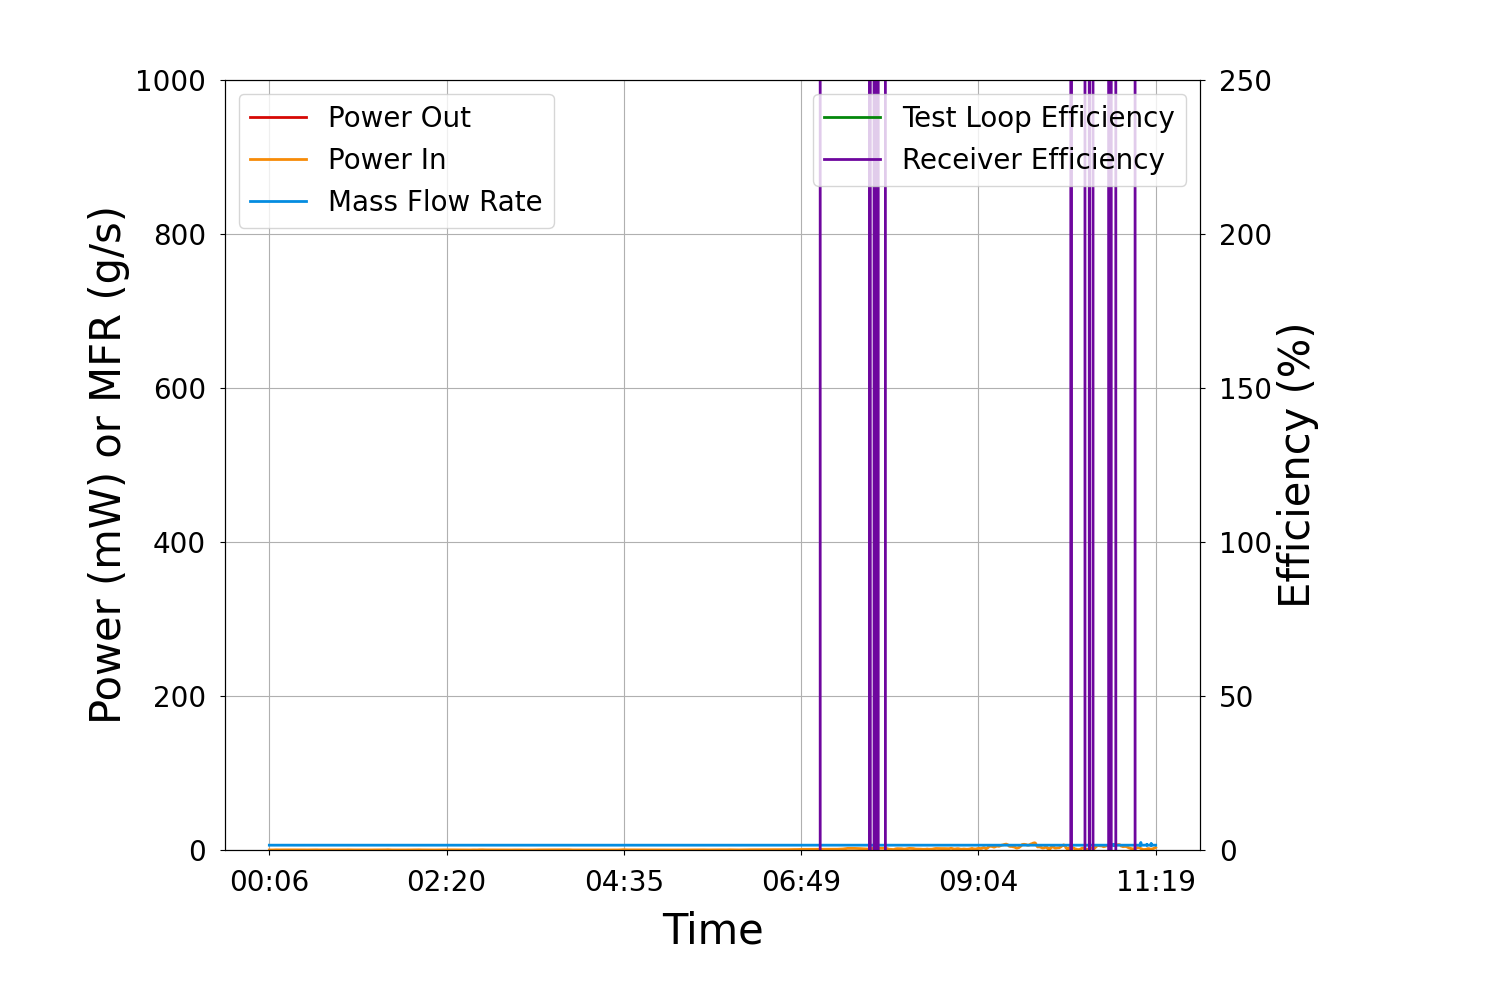 1000
800
600
400
200
0
Power (mW) or MFR (g/s)
Power Out
Power In
Mass Flow Rate
Test Loop Efficiency
Receiver Efficiency
250
200
150
100
50
0
Efficiency (%)
00:06 02:20 04:35 06:49 09:04 11:19
Time